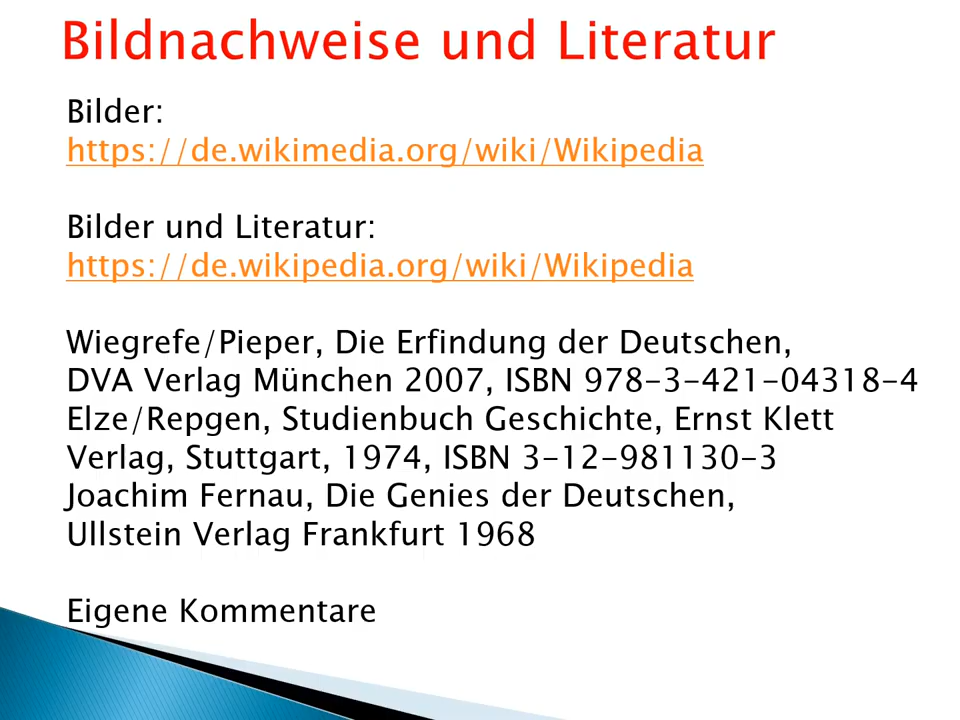 Bildnachweise und Literatur
Bilder:
https://de.wikimedia.org/wiki/Wikipedia
Bilder und Literatur:
https://de.wikipedia.org/wiki/Wikipedia
Wiegrefe/Pieper, Die Erfindung der Deutschen,
DVA Verlag München 2007, ISBN 978-3-421-04318-4
Elze/Repgen, Studienbuch Geschichte, Ernst Klett
Verlag, Stuttgart, 1974, ISBN 3-12-981130-3
Joachim Fernau, Die Genies der Deutschen,
Ullstein Verlag Frankfurt 1968
Eigene Kommentare